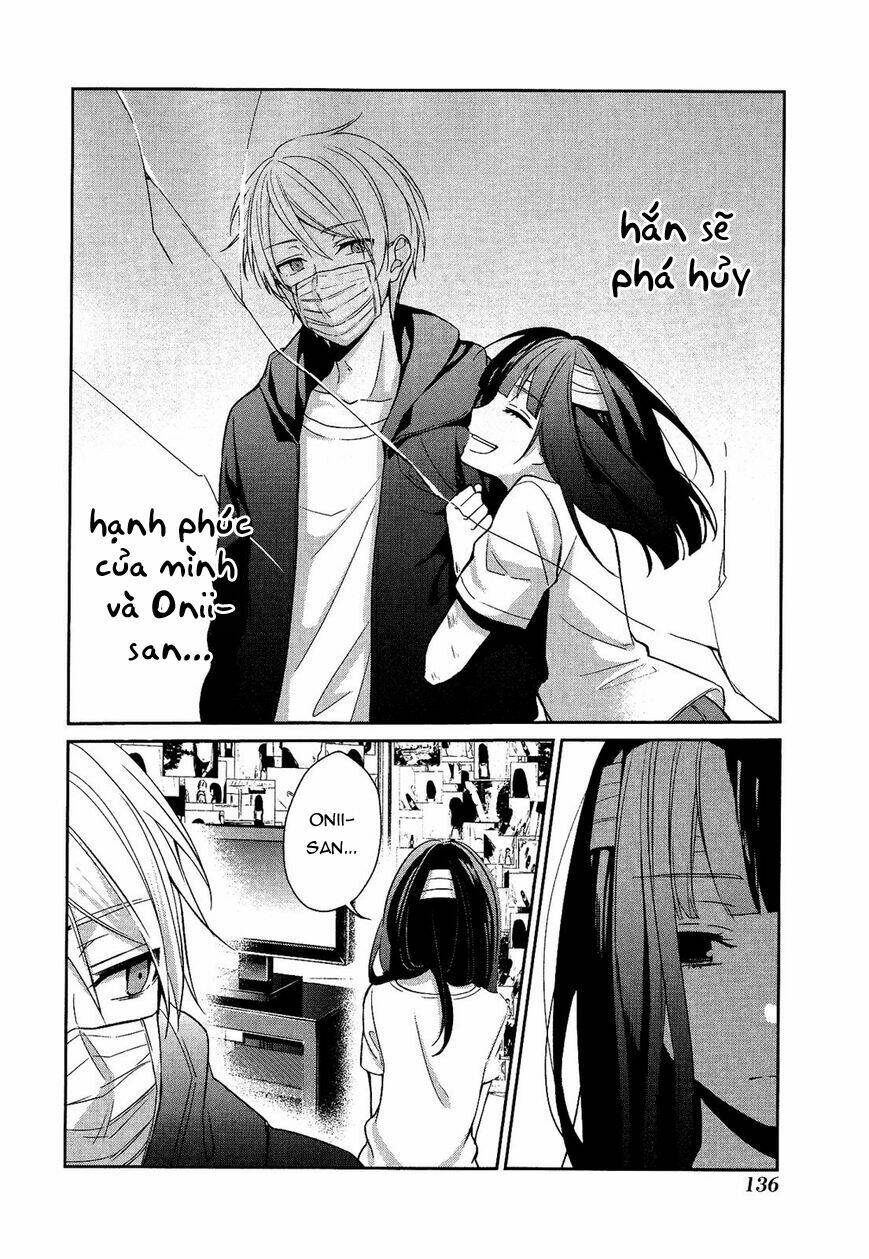 hắn sẽ
phá hủy
hạnh phúc
của mình
và Onii-
san...
ONII-
SAN...
136